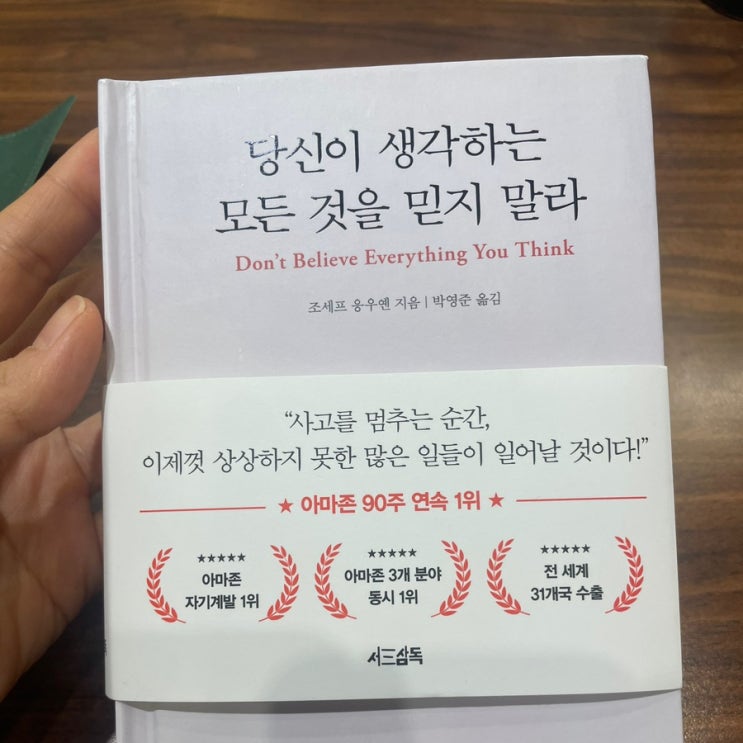 당신이 생각하는
모든 것을 믿지 말라
Don't Believe Everything You Think
조세프 응우옌 지음 | 박영준 옮김
“사고를 멈추는 순간,
이제껏 상상하지 못한 많은 일들이 일어날 것이다!”
★ 아마존 90주 연속 1위 ★
★★★★★
아마존
자기계발 1위
★★★★★
아마존 3개 분야
동시 1위
★★★★★
전 세계
31개국 수출
서三삼독